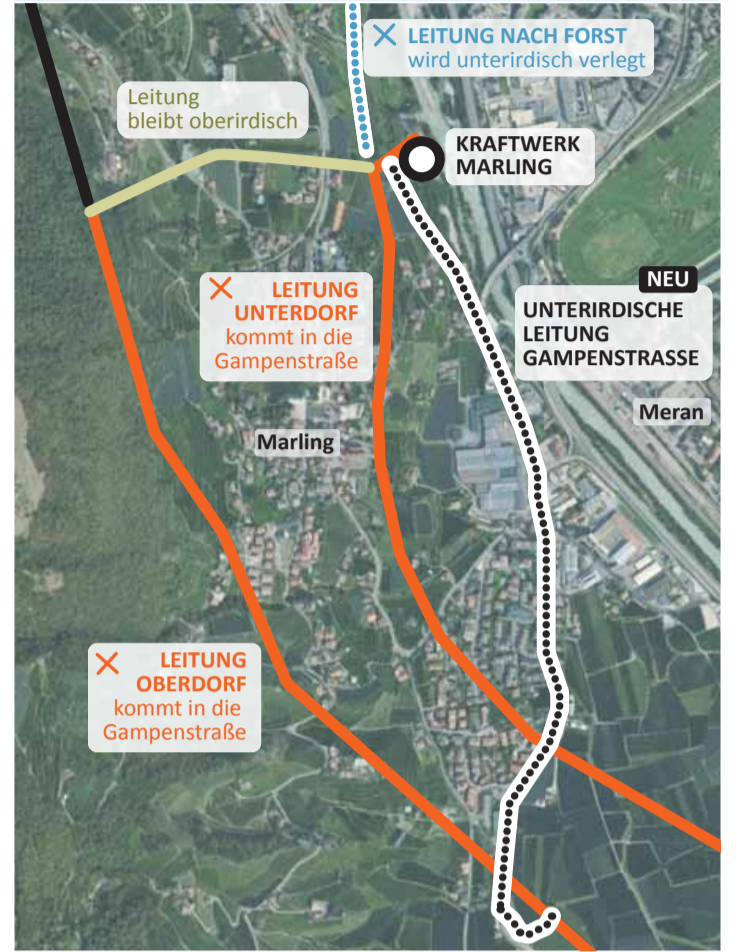 LEITUNG NACH FORST
wird unterirdisch verlegt
Leitung
bleibt oberirdisch
KRAFTWERK
MARLING
NEU
UNTERIRDISCHE
LEITUNG
GAMPENSTRASSE
LEITUNG
UNTERDORF
kommt in die
Gampenstraße
Meran
Marling
LEITUNG
OBERDORF
kommt in die
Gampenstraße